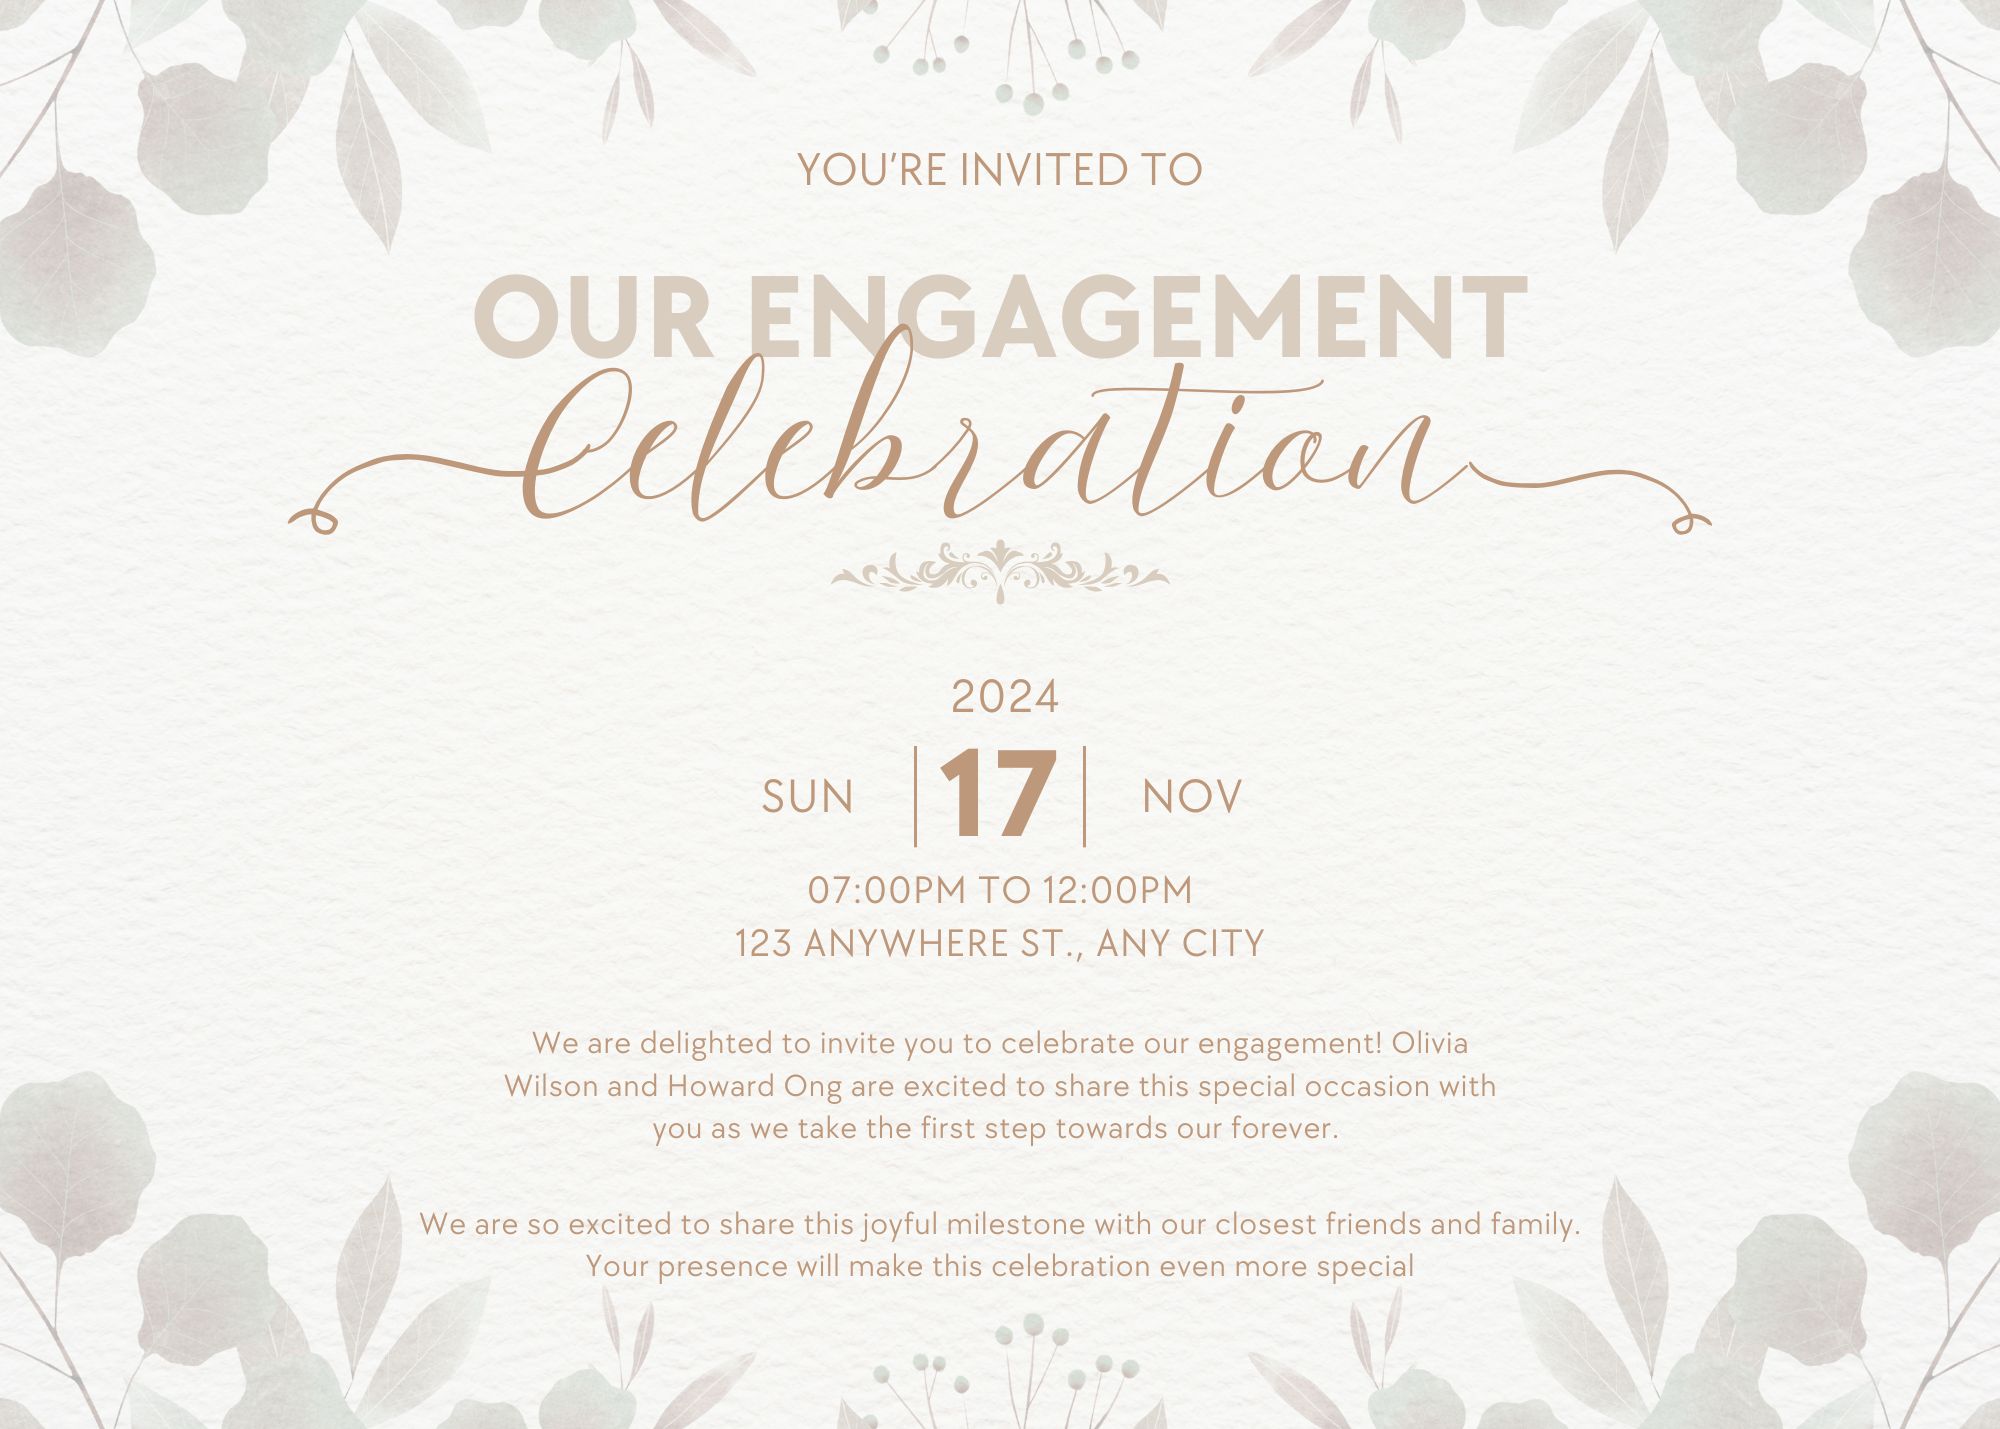 YOU'RE INVITED TO
OUR ENGAGEMENT
Celebration
2024
SUN 17 NOV
07:00PM TO 12:00PM
123 ANYWHERE ST., ANY CITY
We are delighted to invite you to celebrate our engagement! Olivia
Wilson and Howard Ong are excited to share this special occasion with
you as we take the first step towards our forever.
We are so excited to share this joyful milestone with our closest friends and family.
Your presence will make this celebration even more special